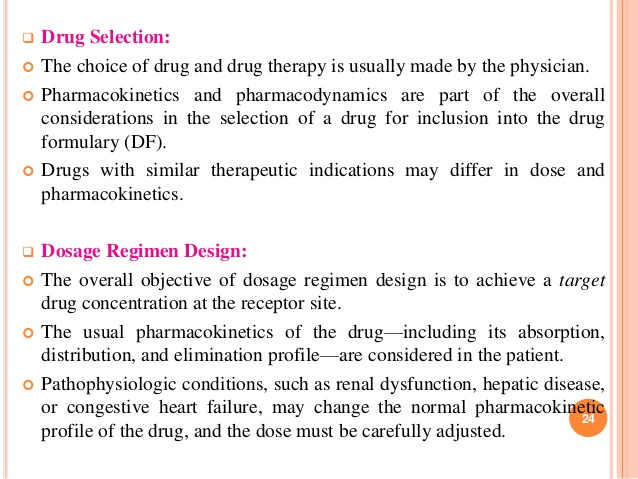 Drug Selection:
The choice of drug and drug therapy is usually made by the physician.
Pharmacokinetics and pharmacodynamics are part of the overall
considerations in the selection of a drug for inclusion into the drug
formulary (DF).
Drugs with similar therapeutic indications may differ in dose and
pharmacokinetics.
Dosage Regimen Design:
The overall objective of dosage regimen design is to achieve a target
drug concentration at the receptor site.
The usual pharmacokinetics of the drug—including its absorption,
distribution, and elimination profile—are considered in the patient.
Pathophysiologic conditions, such as renal dysfunction, hepatic disease,
or congestive heart failure, may change the normal pharmacokinetic
profile of the drug, and the dose must be carefully adjusted.
24